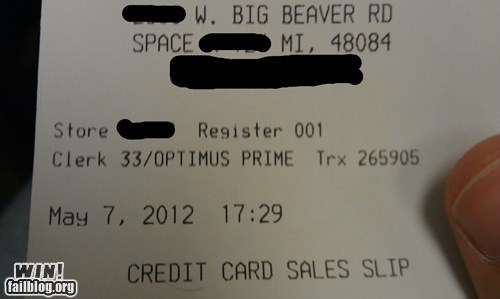 W. BIG BEAVER RD
SPACE MI, 48084
Store Register 001
Clerk 33/OPTIMUS PRIME Trx 265905
May 7, 2012 17:29
CREDIT CARD SALES SLIP
WIN!
failblog.org